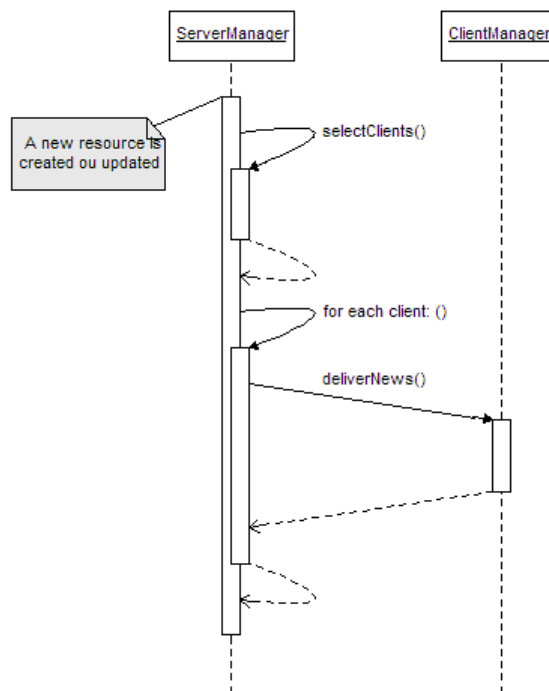 ServerManager
ClientManager
A new resource is
created ou updated
selectClients()
for each client: ()
deliverNews()